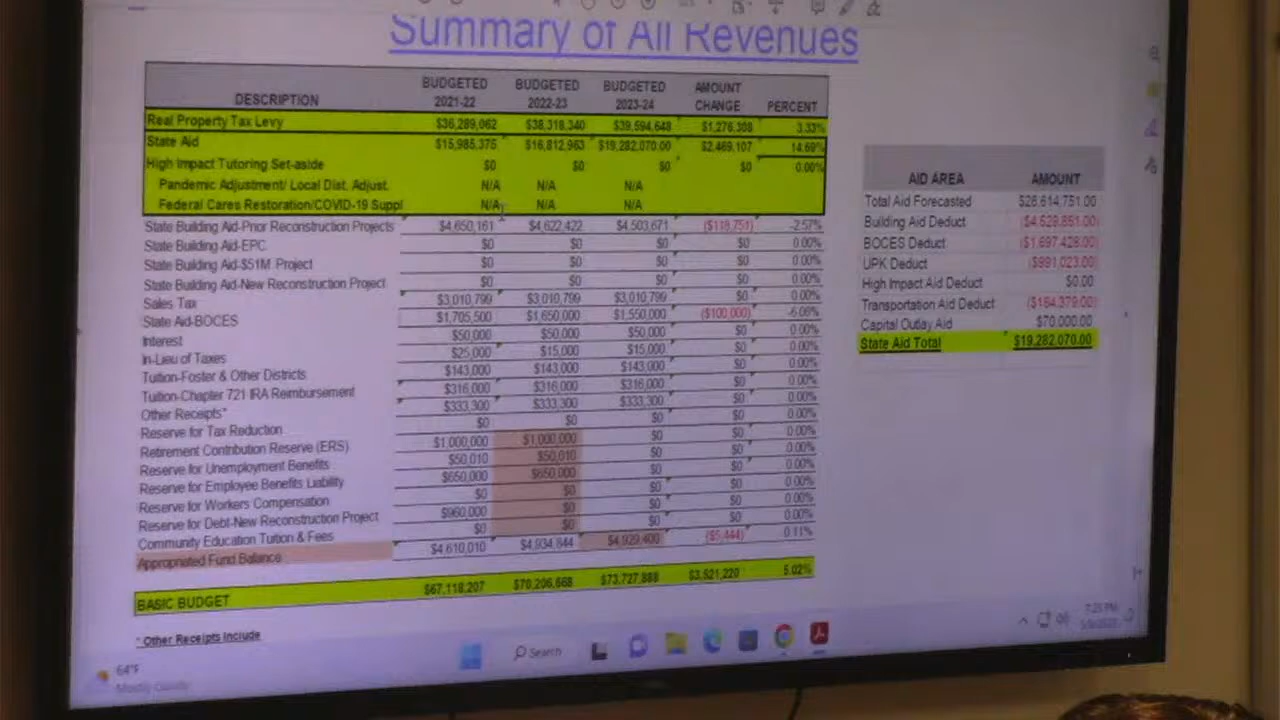 Summary of All Revenues
DESCRIPTION BUDGETED 2021-22 BUDGETED 2022-23 BUDGETED 2023-24 AMOUNT CHANGE PERCENT
Real Property Tax Levy $36,289,062 $38,318,340 $39,594,648 $1,276,308 3.33%
State Aid $15,985,375 $16,812,963 $19,282,070.00 $2,469,107 14.69%
High Impact Tutoring Set-aside $0 $0 $0 $0 0.00%
Pandemic Adjustment/ Local Dist. Adjust. N/A N/A N/A
Federal Cares Restoration/COVID-19 Suppl N/A N/A N/A
State Building Aid-Prior Reconstruction Projects $4,650,161 $4,622,422 $4,503,671 ($118,751) -2.57%
State Building Aid-EPC $0 $0 $0 $0 0.00%
State Building Aid-$51M Project $0 $0 $0 $0 0.00%
State Building Aid-New Reconstruction Project $0 $0 $0 $0 0.00%
Sales Tax $3,010,799 $3,010,799 $3,010,799 $0 0.00%
State Aid-BOCES $1,705,500 $1,650,000 $1,550,000 ($100,000) -6.06%
Interest $50,000 $50,000 $50,000 $0 0.00%
In-Lieu of Taxes $25,000 $15,000 $15,000 $0 0.00%
Tuition-Foster & Other Districts $143,000 $143,000 $143,000 $0 0.00%
Tuition-Chapter 721 IRA Reimbursement $316,000 $316,000 $316,000 $0 0.00%
Other Receipts* $333,300 $333,300 $333,300 $0 0.00%
Reserve for Tax Reduction $0 $0 $0 $0 0.00%
Retirement Contribution Reserve (ERS) $1,000,000 $1,000,000 $0 $0 0.00%
Reserve for Unemployment Benefits $50,010 $50,010 $0 $0 0.00%
Reserve for Employee Benefits Liability $650,000 $650,000 $0 $0 0.00%
Reserve for Workers Compensation $0 $0 $0 $0 0.00%
Reserve for Debt-New Reconstruction Project $960,000 $0 $0 $0 0.00%
Community Education Tuition & Fees $0 $0 $0 $0 0.00%
Appropriated Fund Balance $4,610,010 $4,934,844 $4,929,400 ($5,444) 0.11%
BASIC BUDGET $67,118,207 $70,206,668 $73,727,888 $3,521,220 5.02%
* Other Receipts Include
AID AREA AMOUNT
Total Aid Forecasted $26,614,751.00
Building Aid Deduct ($4,529,851.00)
BOCES Deduct ($1,697,428.00)
UPK Deduct ($991,023.00)
High Impact Aid Deduct $0.00
Transportation Aid Deduct ($184,379.00)
Capital Outlay Aid $70,000.00
State Aid Total $19,282,070.00
64°F
Mostly Cloudy
Search
7:25 PM